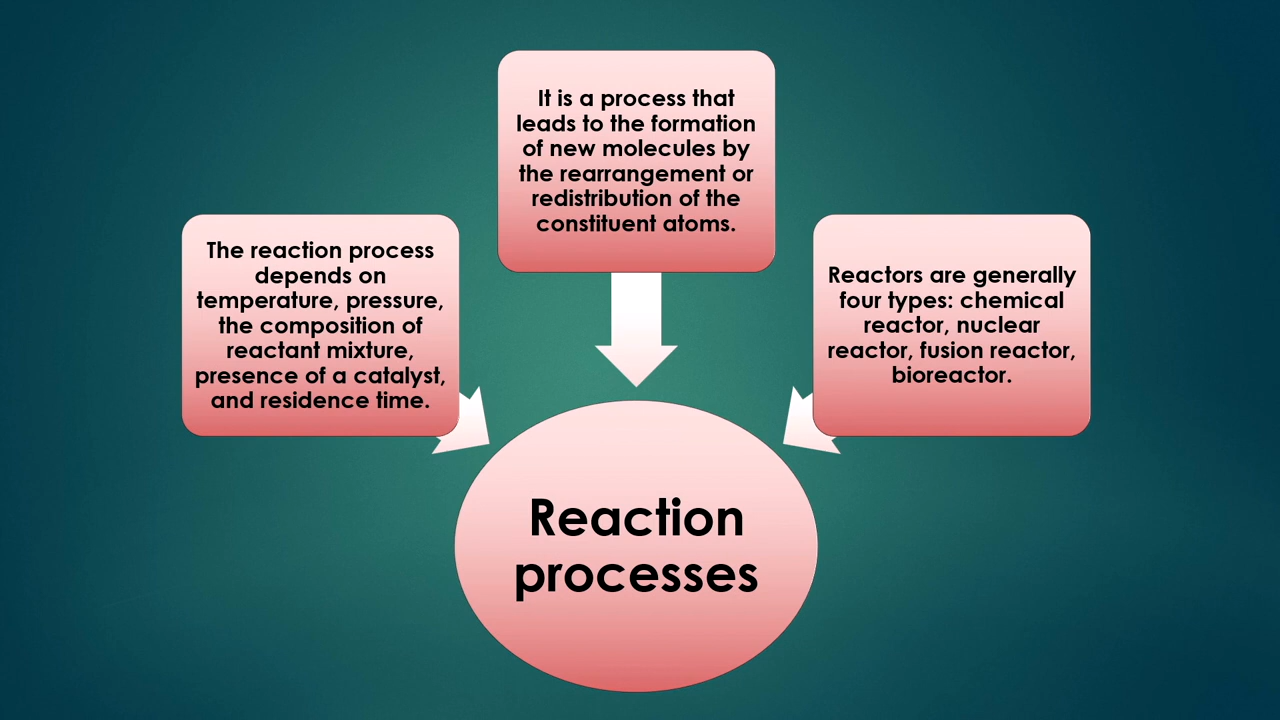 It is a process that
leads to the formation
of new molecules by
the rearrangement or
redistribution of the
constituent atoms.
The reaction process
depends on
temperature, pressure,
the composition of
reactant mixture,
presence of a catalyst,
and residence time.
Reactors are generally
four types: chemical
reactor, nuclear
reactor, fusion reactor,
bioreactor.
Reaction
processes